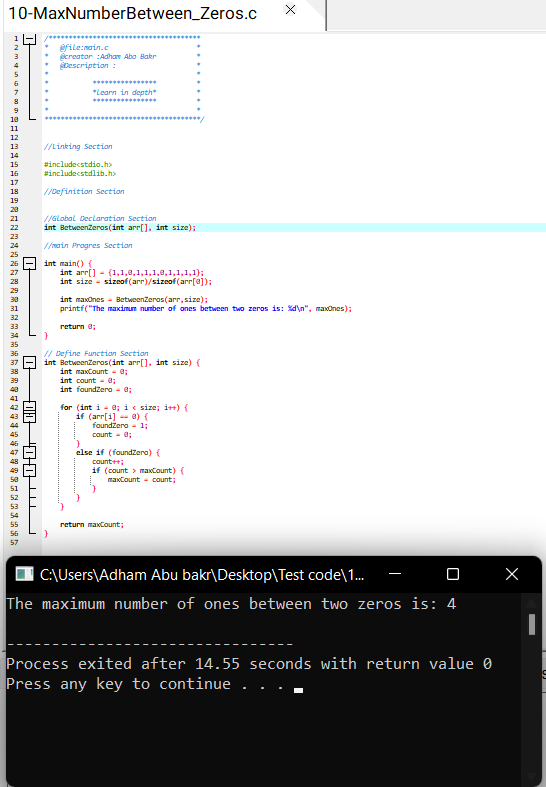 10-MaxNumberBetween_Zeros.c
1 /************************************
2 * @file:main.c *
3 * @creator :Adham Abo Bakr *
4 * @Description : *
5 * *
6 * *************** *
7 * *learn in depth* *
8 * *************** *
9 * *
10 *************************************/
11
12
13 //Linking Section
14
15 #include<stdio.h>
16 #include<stdlib.h>
17
18 //Definition Section
19
20
21 //Global Declaration Section
22 int BetweenZeros(int arr[], int size);
23
24 //main Progres Section
25
26 int main() {
27 int arr[] = {1,1,0,1,1,1,0,1,1,1,1};
28 int size = sizeof(arr)/sizeof(arr[0]);
29
30 int maxOnes = BetweenZeros(arr,size);
31 printf("The maximum number of ones between two zeros is: %d\n", maxOnes);
32
33 return 0;
34 }
35
36 // Define Function Section
37 int BetweenZeros(int arr[], int size) {
38 int maxCount = 0;
39 int count = 0;
40 int foundZero = 0;
41
42 for (int i = 0; i < size; i++) {
43 if (arr[i] == 0) {
44 foundZero = 1;
45 count = 0;
46 }
47 else if (foundZero) {
48 count++;
49 if (count > maxCount) {
50 maxCount = count;
51 }
52 }
53 }
54
55 return maxCount;
56 }
57
C:\Users\Adham Abu bakr\Desktop\Test code\1...
The maximum number of ones between two zeros is: 4
--------------------------------
Process exited after 14.55 seconds with return value 0
Press any key to continue . . .